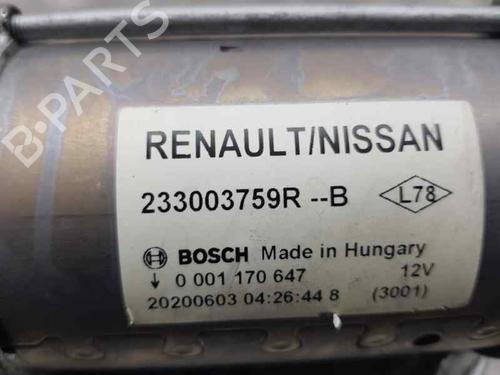 B-PARTS
RENAULT/NISSAN
233003759R --B L78
BOSCH Made in Hungary
↓ 0 001 170 647 12V
20200603 04:26:44 8 (3001)